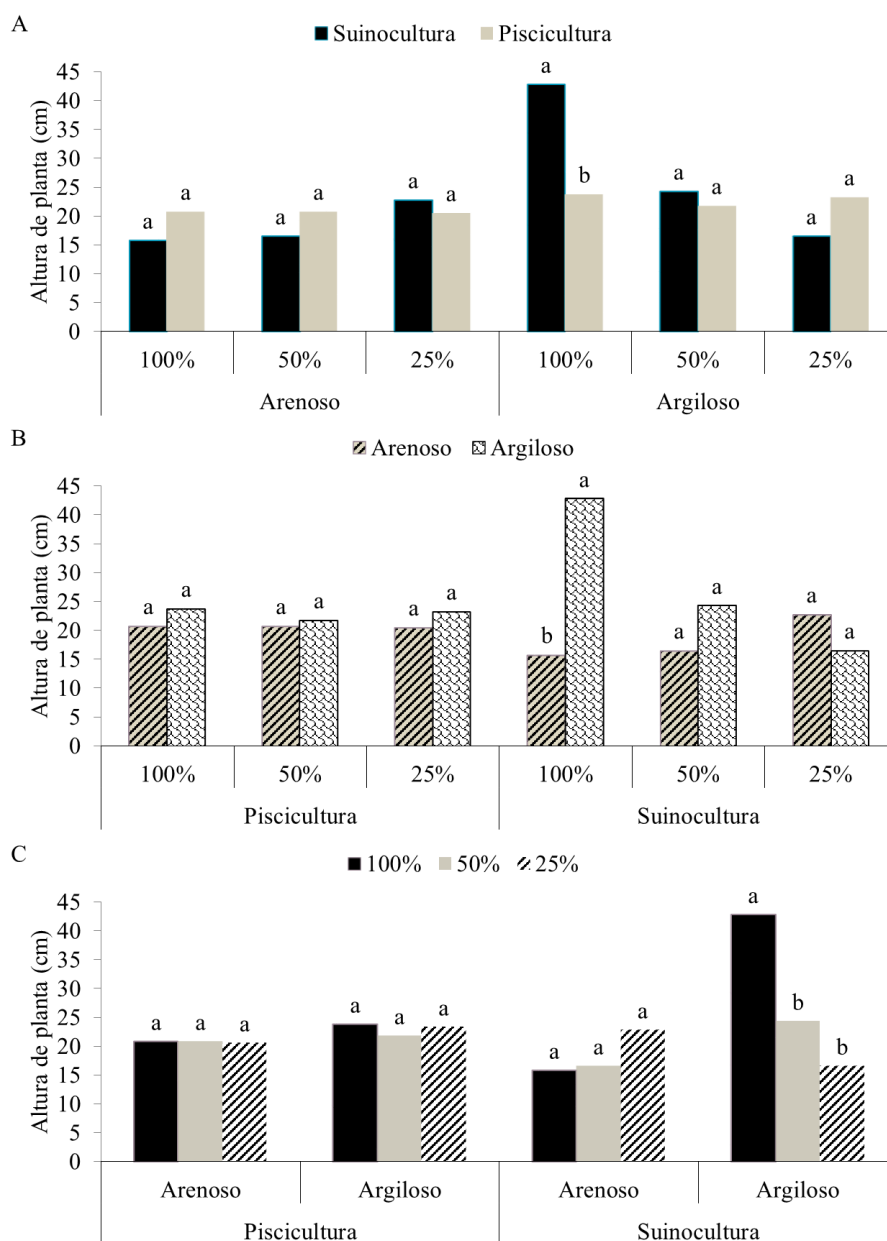 A
Suinocultura Piscicultura
Altura de planta (cm)
45
40
35
30
25
20
15
10
5
0
a a a a a a a b a a a a
100% 50% 25% 100% 50% 25%
Arenoso Argiloso
B
Arenoso Argiloso
Altura de planta (cm)
45
40
35
30
25
20
15
10
5
0
a a a a a a b a a a a a
100% 50% 25% 100% 50% 25%
Piscicultura Suinocultura
C
100% 50% 25%
Altura de planta (cm)
45
40
35
30
25
20
15
10
5
0
a a a a a a a a a a b b
Arenoso Argiloso Arenoso Argiloso
Piscicultura Suinocultura